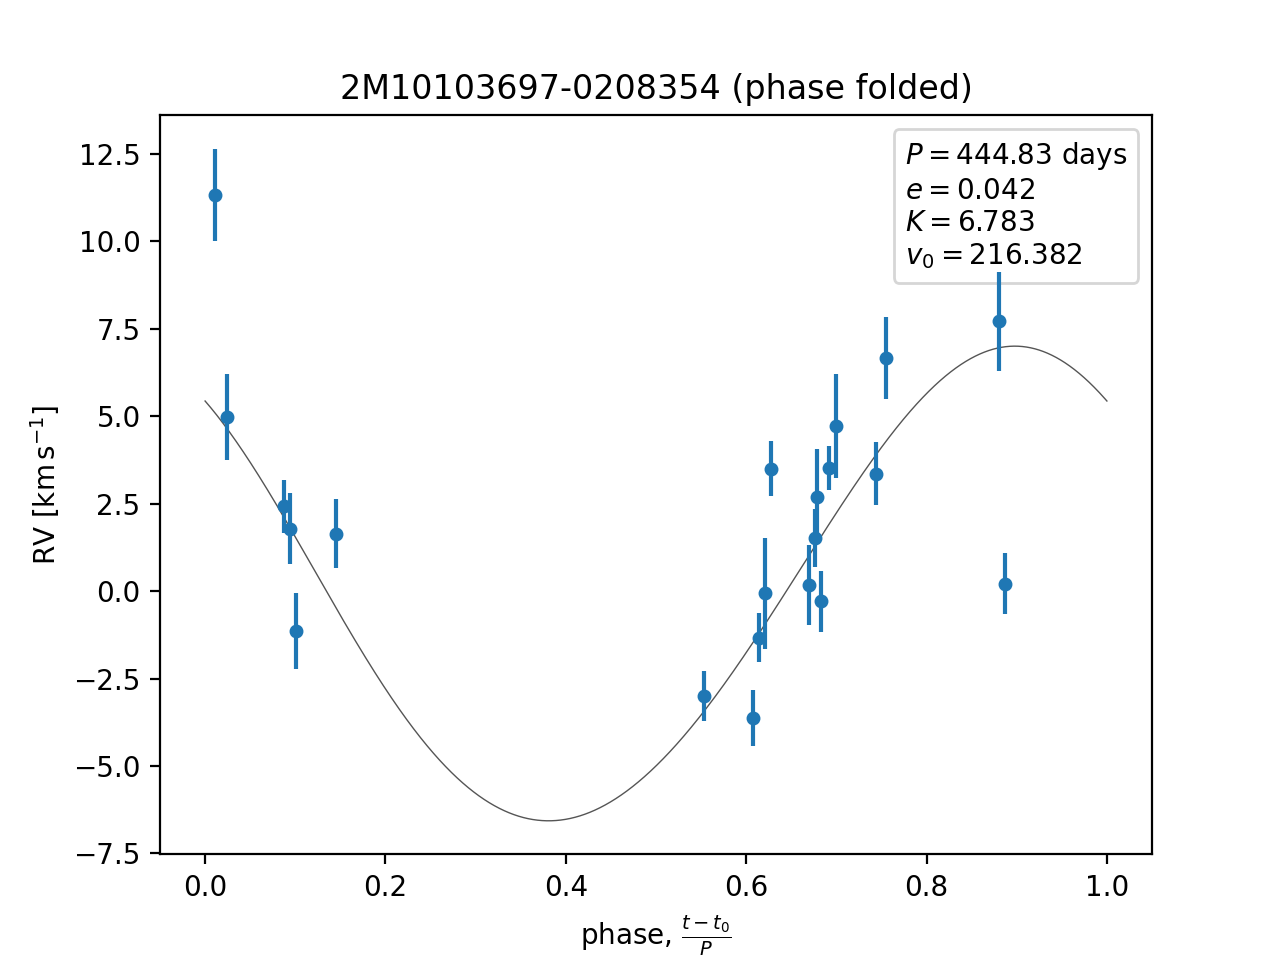 2M10103697-0208354 (phase folded)
P = 444.83 days
e = 0.042
K = 6.783
v₀ = 216.382
12.5
10.0
7.5
5.0
2.5
0.0
−2.5
−5.0
−7.5
RV [km s⁻¹]
0.0 0.2 0.4 0.6 0.8 1.0
phase, (t − t₀)/P